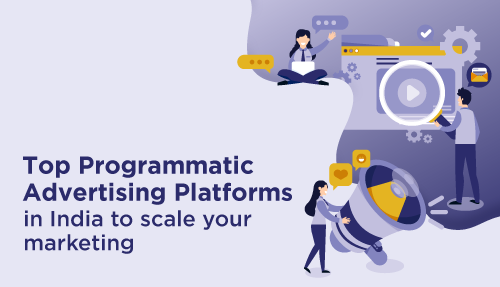 Top Programmatic
Advertising Platforms
in India to scale your
marketing